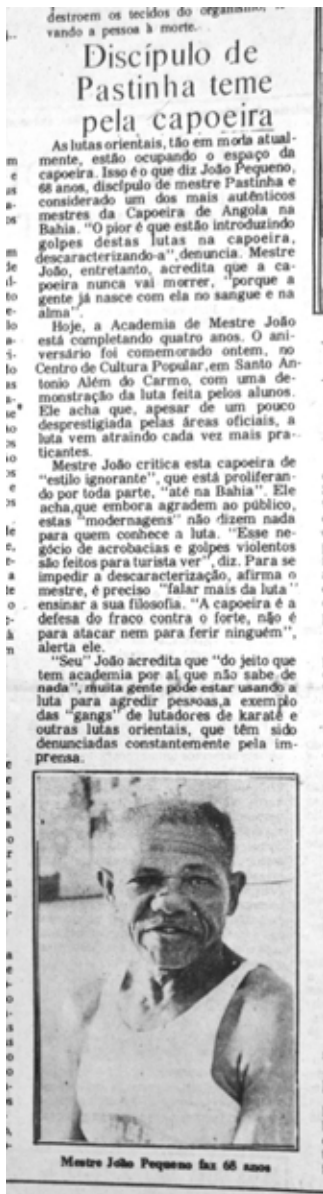 destroem os tecidos do organismo,
vando a pessoa à morte.
Discípulo de
Pastinha teme
pela capoeira
As lutas orientais, tão em moda atual-
mente, estão ocupando o espaço da
capoeira. Isso é o que diz João Pequeno,
68 anos, discípulo de mestre Pastinha e
considerado um dos mais autênticos
mestres da Capoeira de Angola na
Bahia. "O pior é que estão introduzindo
golpes destas lutas na capoeira,
descaracterizando-a", denuncia. Mestre
João, entretanto, acredita que a ca-
poeira nunca vai morrer, "porque a
gente já nasce com ela no sangue e na
alma".
Hoje, a Academia de Mestre João
está completando quatro anos. O ani-
versário foi comemorado ontem, no
Centro de Cultura Popular, em Santo An-
tonio Além do Carmo, com uma de-
monstração da luta feita pelos alunos.
Ele acha que, apesar de um pouco
desprestigiada pelas áreas oficiais, a
luta vem atraindo cada vez mais pra-
ticantes.
Mestre João critica esta capoeira de
"estilo ignorante", que está proliferan-
do por toda parte, "até na Bahia". Ele
acha,que embora agradem ao público,
estas "modernagens" não dizem nada
para quem conhece a luta. "Esse ne-
gócio de acrobacias e golpes violentos
são feitos para turista ver", diz. Para se
impedir a descaracterização, afirma o
mestre, é preciso "falar mais da luta"
ensinar a sua filosofia. "A capoeira é a
defesa do fraco contra o forte, não é
para atacar nem para ferir ninguém",
alerta ele.
"Seu" João acredita que "do jeito que
tem academia por aí que não sabe de
nada", muita gente pode estar usando a
luta para agredir pessoas,a exemplo
das "gangs" de lutadores de karatê e
outras lutas orientais, que têm sido
denunciadas constantemente pela im-
prensa.
Mestre João Pequeno faz 68 anos